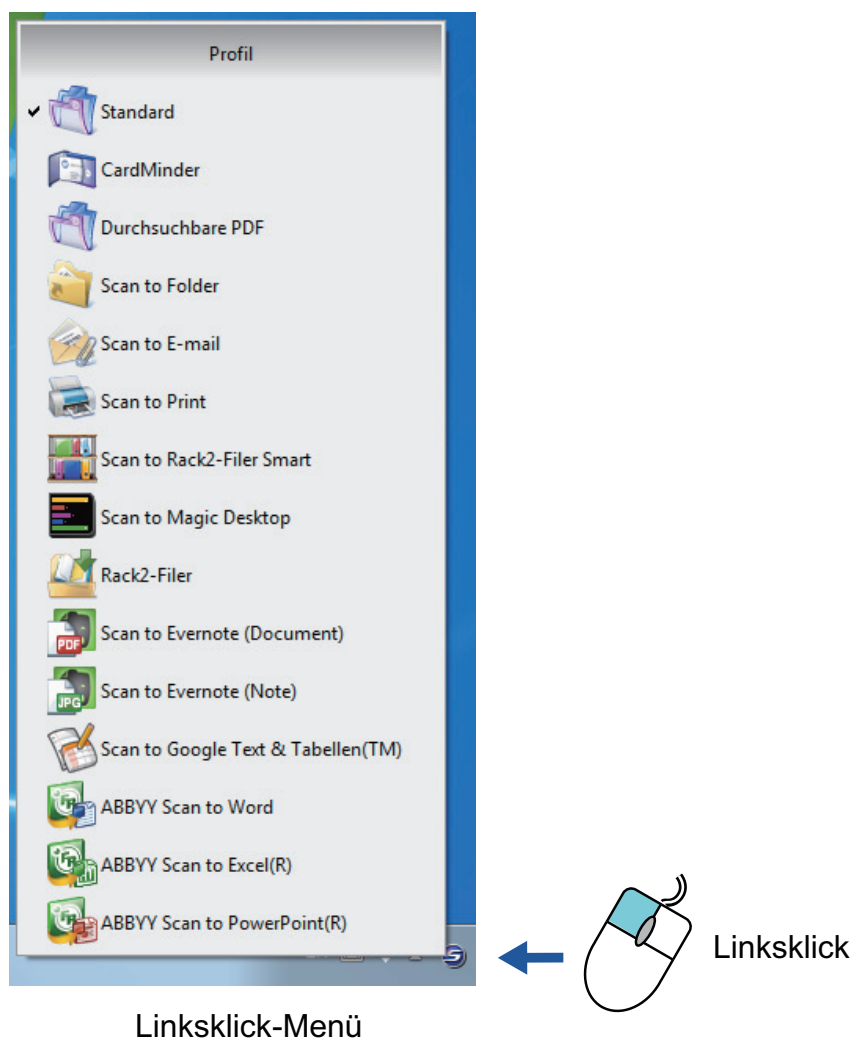 Profil
Standard
CardMinder
Durchsuchbare PDF
Scan to Folder
Scan to E-mail
Scan to Print
Scan to Rack2-Filer Smart
Scan to Magic Desktop
Rack2-Filer
PDF
Scan to Evernote (Document)
JPG
Scan to Evernote (Note)
Scan to Google Text & Tabellen(TM)
ABBYY Scan to Word
ABBYY Scan to Excel(R)
ABBYY Scan to PowerPoint(R)
Linksklick
Linksklick-Menü